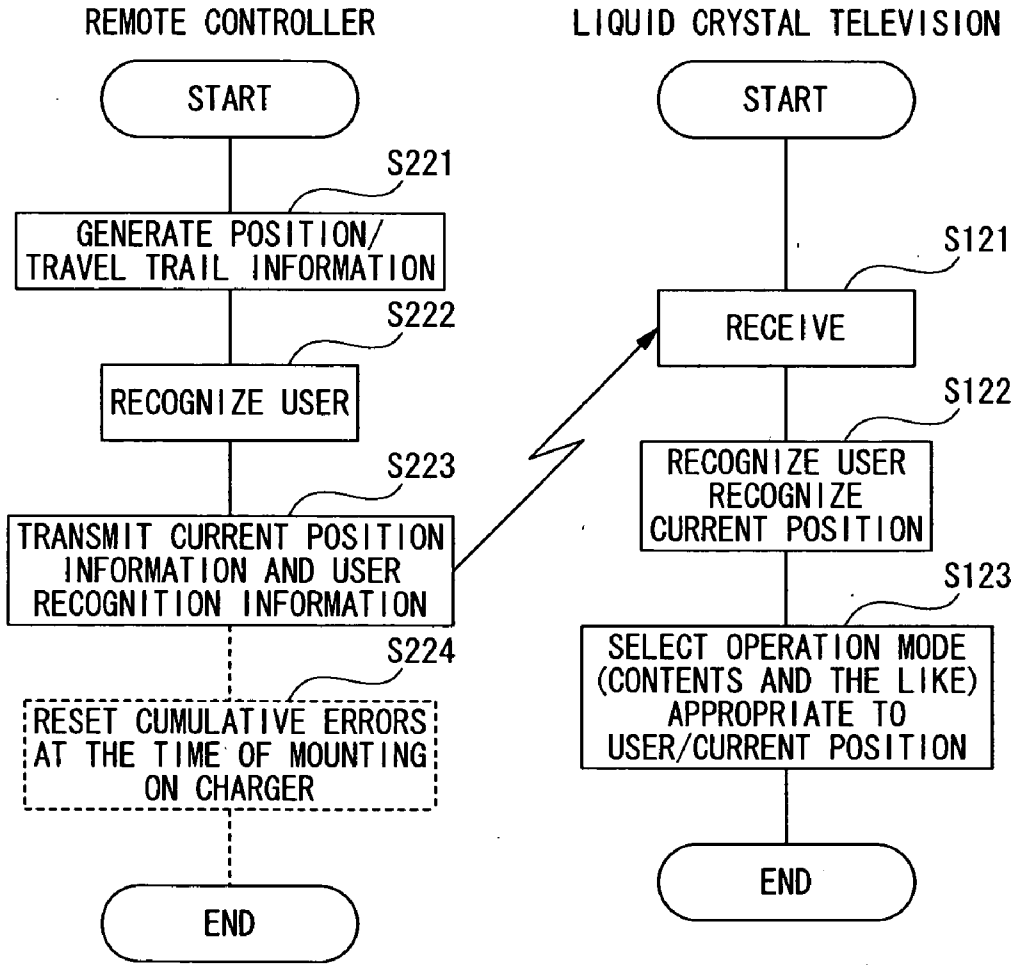 REMOTE CONTROLLER
START
S221
GENERATE POSITION/
TRAVEL TRAIL INFORMATION
S222
RECOGNIZE USER
S223
TRANSMIT CURRENT POSITION
INFORMATION AND USER
RECOGNITION INFORMATION
S224
RESET CUMULATIVE ERRORS
AT THE TIME OF MOUNTING
ON CHARGER
END
LIQUID CRYSTAL TELEVISION
START
S121
RECEIVE
S122
RECOGNIZE USER
RECOGNIZE
CURRENT POSITION
S123
SELECT OPERATION MODE
(CONTENTS AND THE LIKE)
APPROPRIATE TO
USER/CURRENT POSITION
END